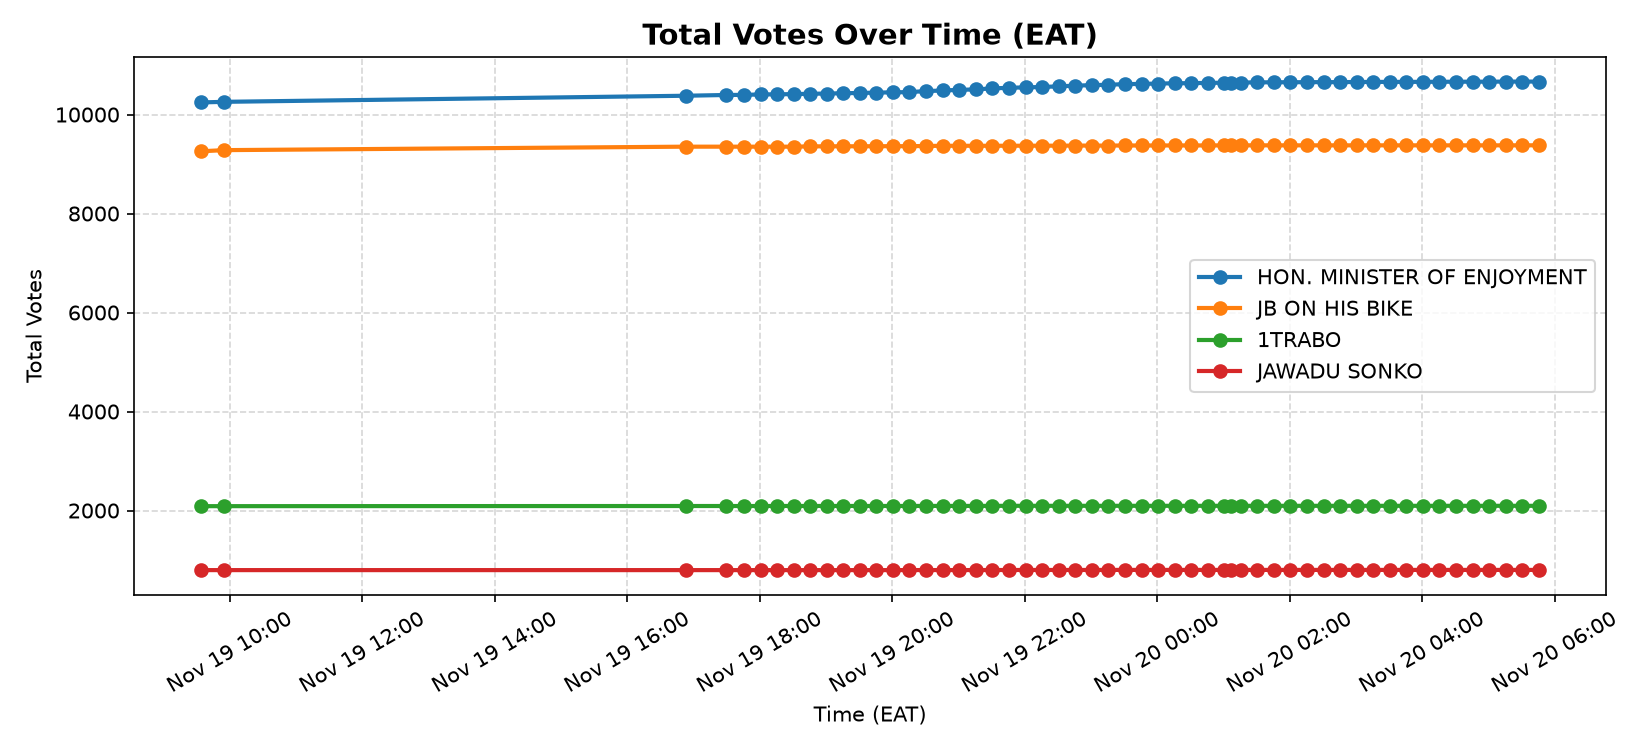 Total Votes Over Time (EAT)
Total Votes
10000
8000
6000
4000
2000
HON. MINISTER OF ENJOYMENT
JB ON HIS BIKE
1TRABO
JAWADU SONKO
Nov 19 10:00
Nov 19 12:00
Nov 19 14:00
Nov 19 16:00
Nov 19 18:00
Nov 19 20:00
Nov 19 22:00
Nov 20 00:00
Nov 20 02:00
Nov 20 04:00
Nov 20 06:00
Time (EAT)